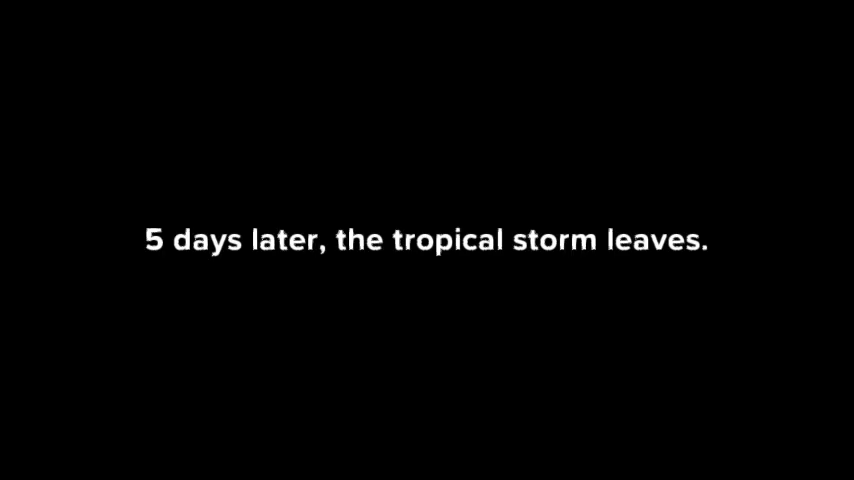 5 days later, the tropical storm leaves.